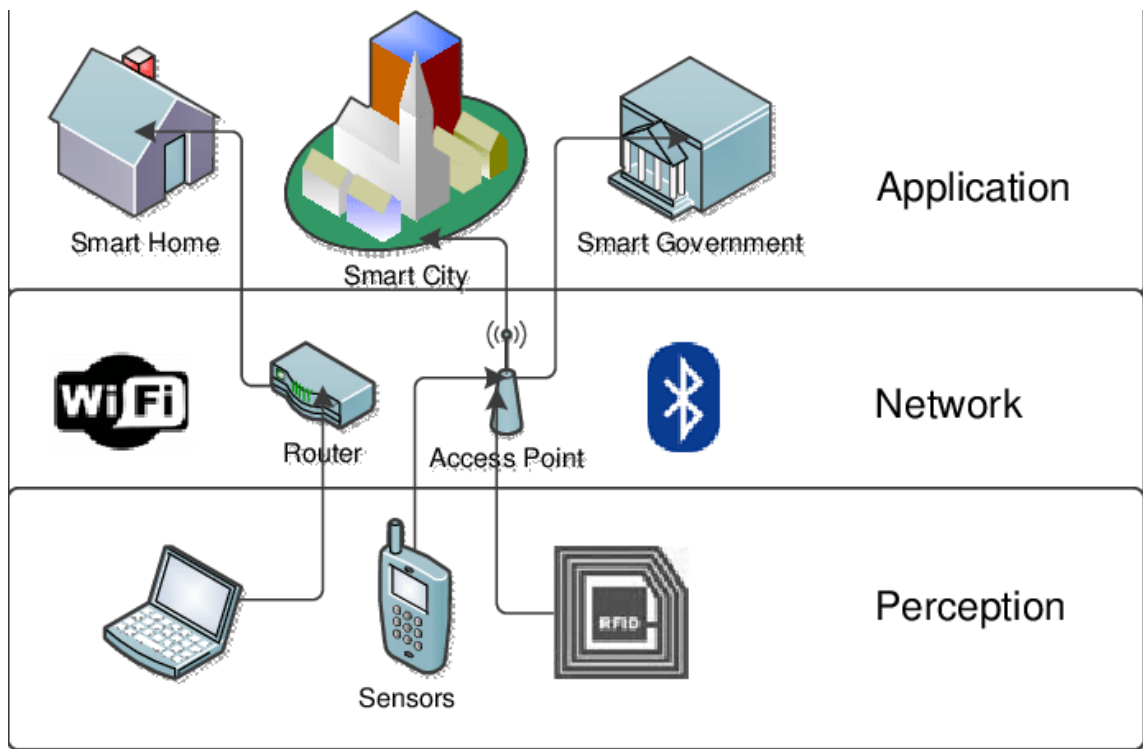 Smart Home
Smart City
Smart Government
Application
WiFi
Router
Access Point
Network
RFID
Sensors
Perception